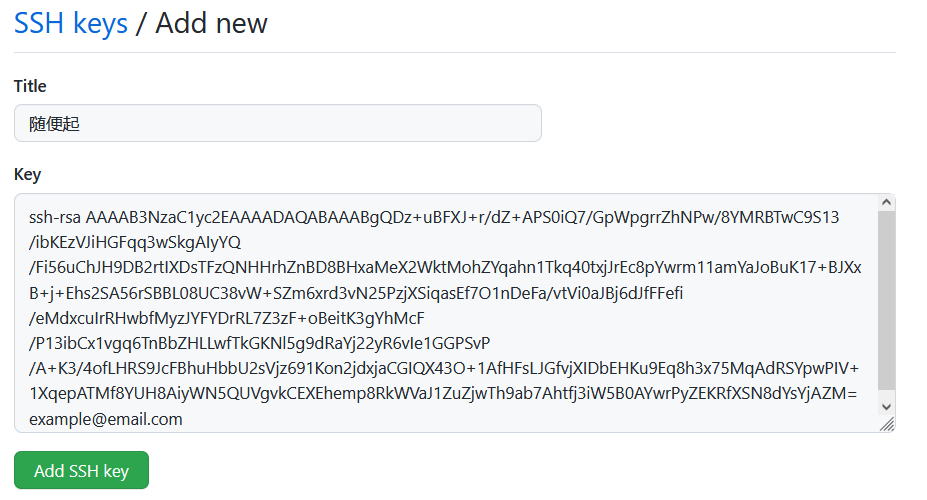 SSH keys / Add new
Title
随便起
Key
ssh-rsa AAAAB3NzaC1yc2EAAAADAQABAAABgQDz+uBFXJ+r/dZ+APS0iQ7/GpWpgrrZhNPw/8YMRBTwC9S13
/ibKEzVJiHGFqq3wSkgAIyYQ
/Fi56uChJH9DB2rtIXDsTFzQNHHrhZnBD8BHxaMeX2WktMohZYqahn1Tkq40txjJrEc8pYwrm11amYaJoBuK17+BJXx
B+j+Ehs2SA56rSBBL08UC38vW+SZm6xrd3vN25PzjXSiqasEf7O1nDeFa/vtVi0aJBj6dJfFFefi
/eMdxcuIrRHwbfMyzJYFYDrRL7Z3zF+oBeitK3gYhMcF
/P13ibCx1vgq6TnBbZHLLwfTkGKNl5g9dRaYj22yR6vIe1GGPSvP
/A+K3/4ofLHRS9JcFBhuHbbU2sVjz691Kon2jdxjaCGIQX43O+1AfHFsLJGfvjXIDbEHKu9Eq8h3x75MqAdRSYpwPIV+
1XqepATMf8YUH8AiyWN5QUVgvkCEXEhemp8RkWVaJ1ZuZjwTh9ab7Ahtfj3iW5B0AYwrPyZEKRfXSN8dYsYjAZM=
example@email.com
Add SSH key